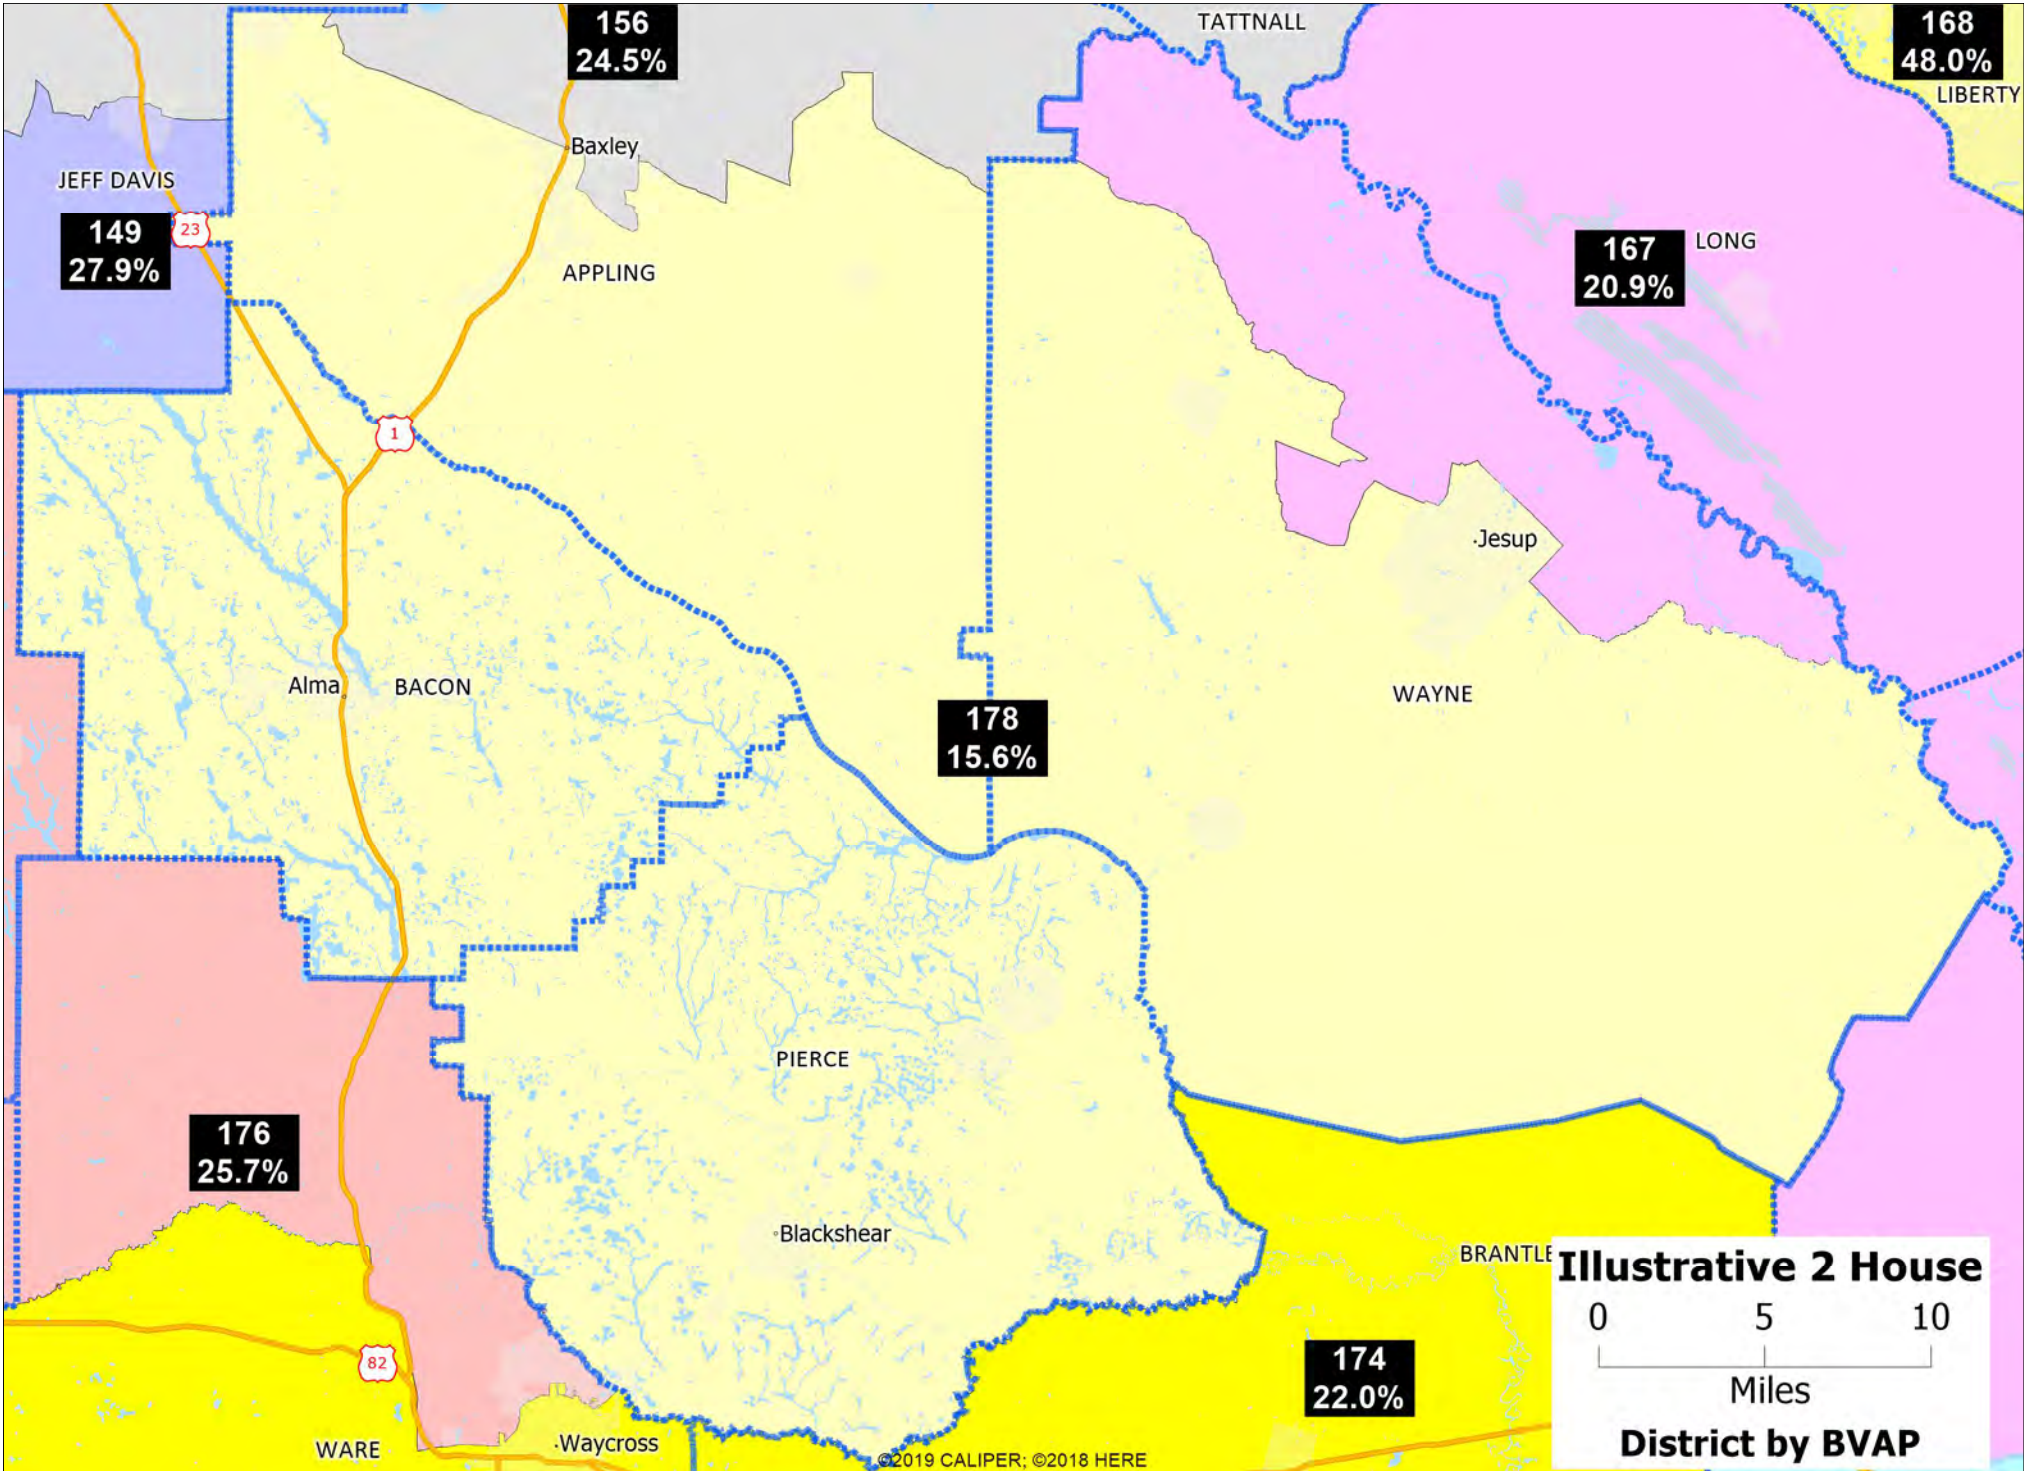 156
24.5%
TATTNALL
168
48.0%
LIBERTY
Baxley
JEFF DAVIS
149
27.9%
23
APPLING
167
20.9%
LONG
1
Jesup
Alma
BACON
WAYNE
178
15.6%
PIERCE
176
25.7%
Blackshear
BRANTLE
Illustrative 2 House
0 5 10
Miles
District by BVAP
174
22.0%
82
WARE
Waycross
©2019 CALIPER; ©2018 HERE